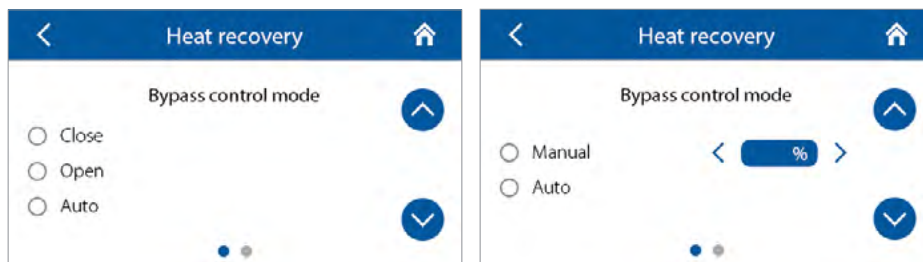 Heat recovery
Bypass control mode
Close
Open
Auto
Heat recovery
Bypass control mode
Manual %
Auto